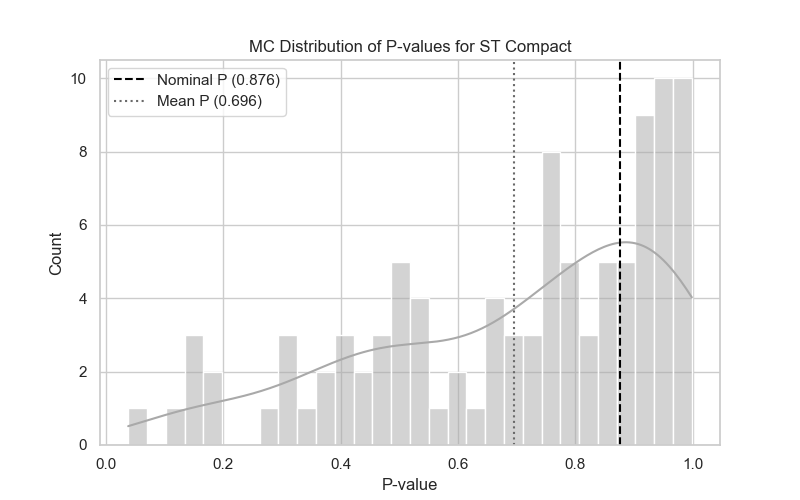 MC Distribution of P-values for ST Compact
Nominal P (0.876)
Mean P (0.696)
Count
10
8
6
4
2
0
0.0 0.2 0.4 0.6 0.8 1.0
P-value